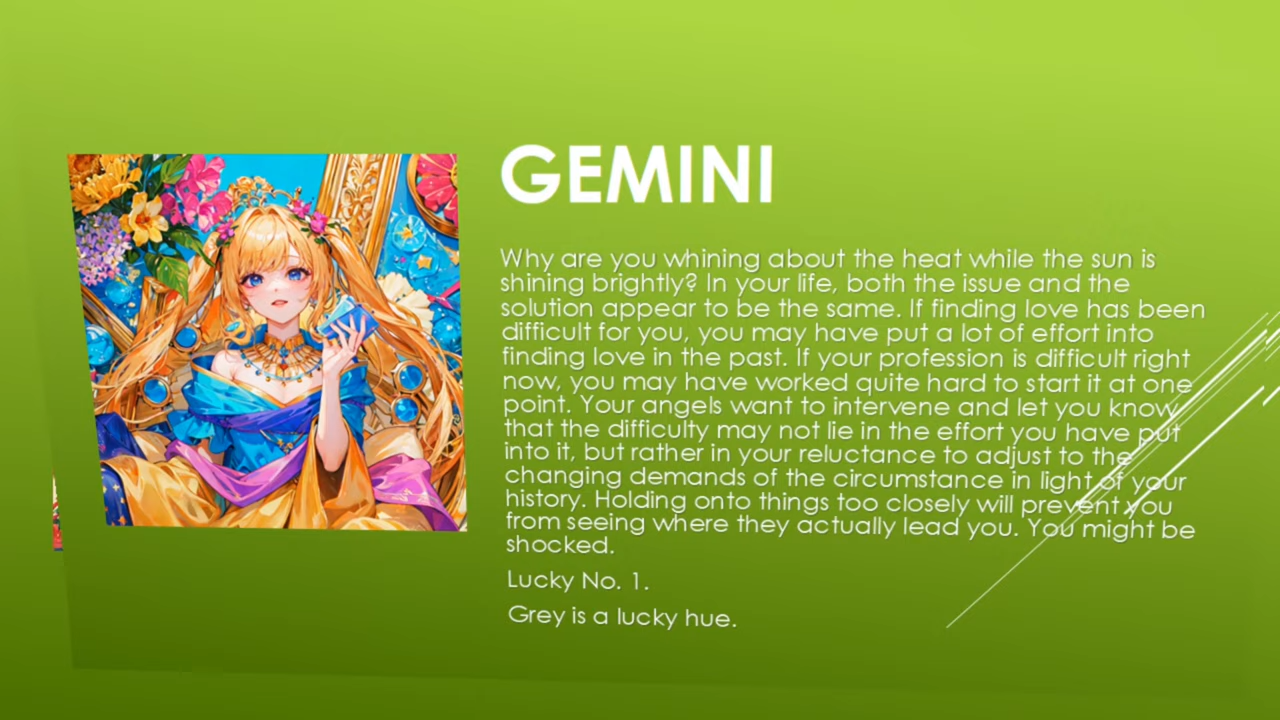 GEMINI
Why are you whining about the heat while the sun is
shining brightly? In your life, both the issue and the
solution appear to be the same. If finding love has been
difficult for you, you may have put a lot of effort into
finding love in the past. If your profession is difficult right
now, you may have worked quite hard to start it at one
point. Your angels want to intervene and let you know
that the difficulty may not lie in the effort you have put
into it, but rather in your reluctance to adjust to the
changing demands of the circumstance in light of your
history. Holding onto things too closely will prevent you
from seeing where they actually lead you. You might be
shocked.
Lucky No. 1.
Grey is a lucky hue.